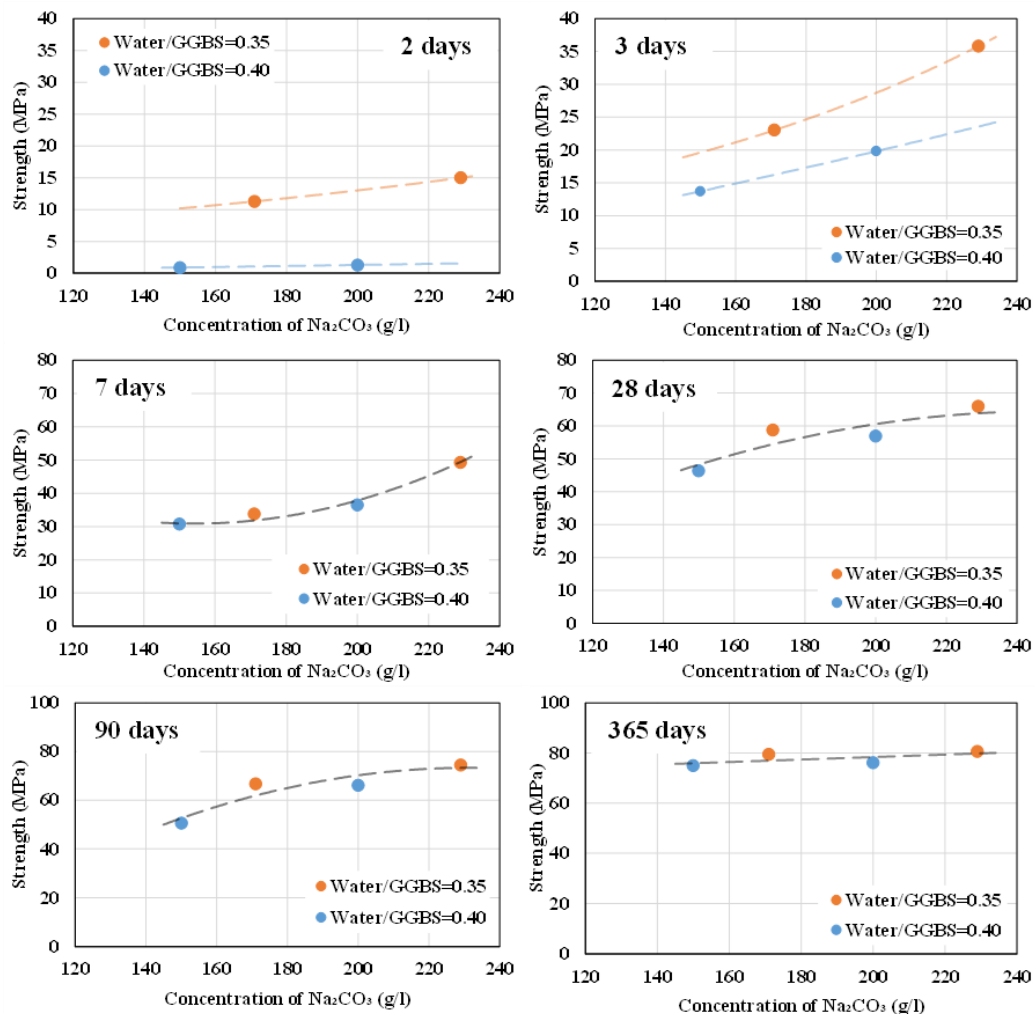 2 days
Water/GGBS=0.35
Water/GGBS=0.40
Strength (MPa)
40
35
30
25
20
15
10
5
0
120 140 160 180 200 220 240
Concentration of Na₂CO₃ (g/l)
3 days
Water/GGBS=0.35
Water/GGBS=0.40
Strength (MPa)
40
35
30
25
20
15
10
5
0
120 140 160 180 200 220 240
Concentration of Na₂CO₃ (g/l)
7 days
Water/GGBS=0.35
Water/GGBS=0.40
Strength (MPa)
80
70
60
50
40
30
20
10
0
120 140 160 180 200 220 240
Concentration of Na₂CO₃ (g/l)
28 days
Water/GGBS=0.35
Water/GGBS=0.40
Strength (MPa)
80
70
60
50
40
30
20
10
0
120 140 160 180 200 220 240
Concentration of Na₂CO₃ (g/l)
90 days
Water/GGBS=0.35
Water/GGBS=0.40
Strength (MPa)
100
80
60
40
20
0
120 140 160 180 200 220 240
Concentration of Na₂CO₃ (g/l)
365 days
Water/GGBS=0.35
Water/GGBS=0.40
Strength (MPa)
100
80
60
40
20
0
120 140 160 180 200 220 240
Concentration of Na₂CO₃ (g/l)